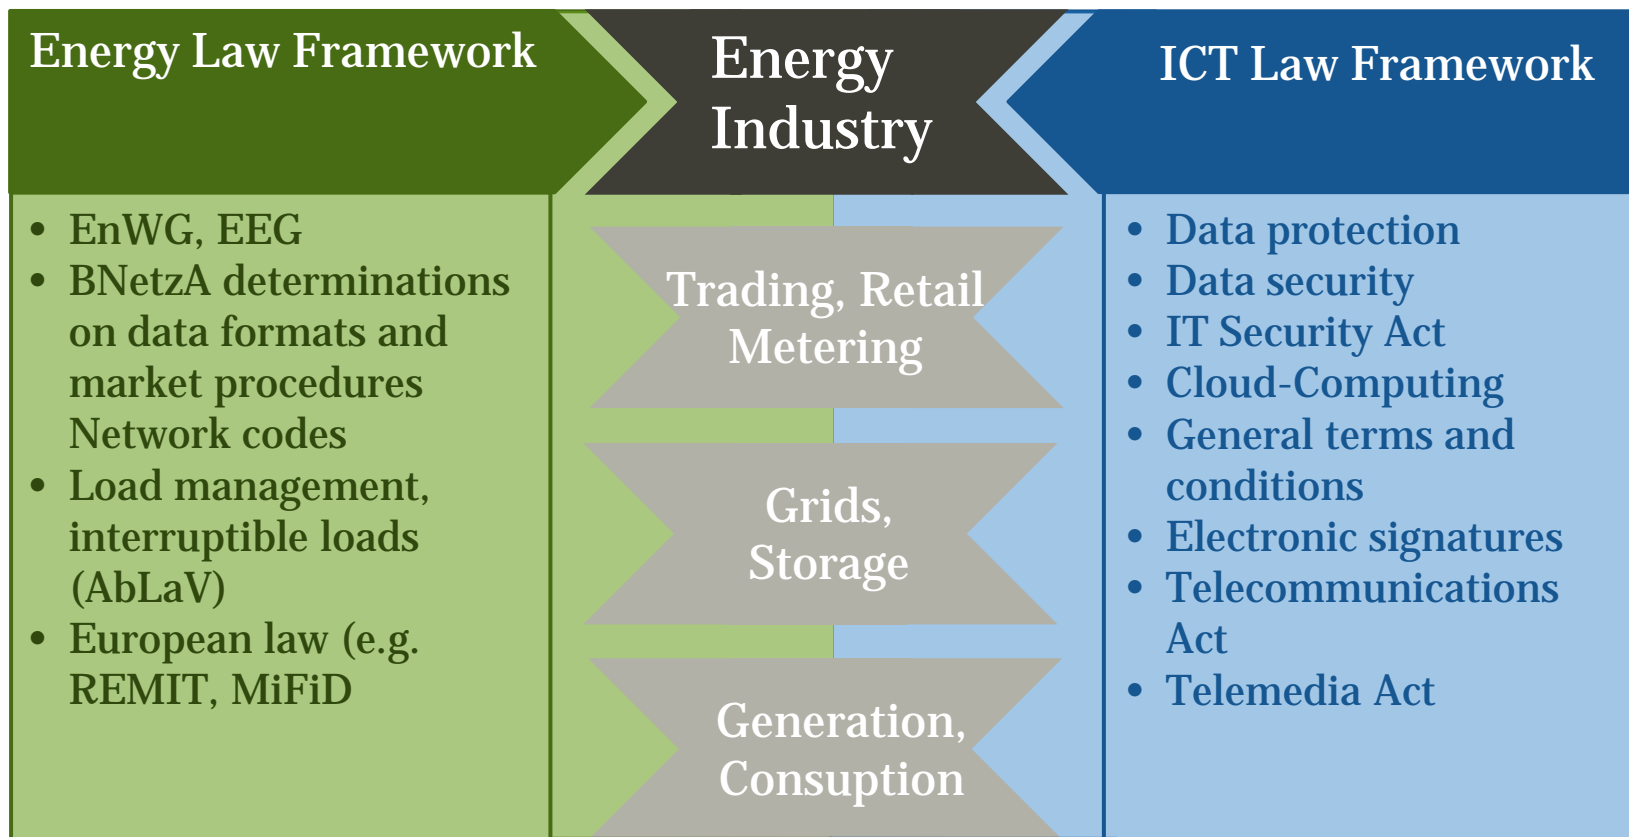 Energy Law Framework
Energy
Industry
ICT Law Framework
• EnWG, EEG
• BNetzA determinations
on data formats and
market procedures
Network codes
• Load management,
interruptible loads
(AbLaV)
• European law (e.g.
REMIT, MiFiD
Trading, Retail
Metering
Grids,
Storage
Generation,
Consuption
• Data protection
• Data security
• IT Security Act
• Cloud-Computing
• General terms and
conditions
• Electronic signatures
• Telecommunications
Act
• Telemedia Act